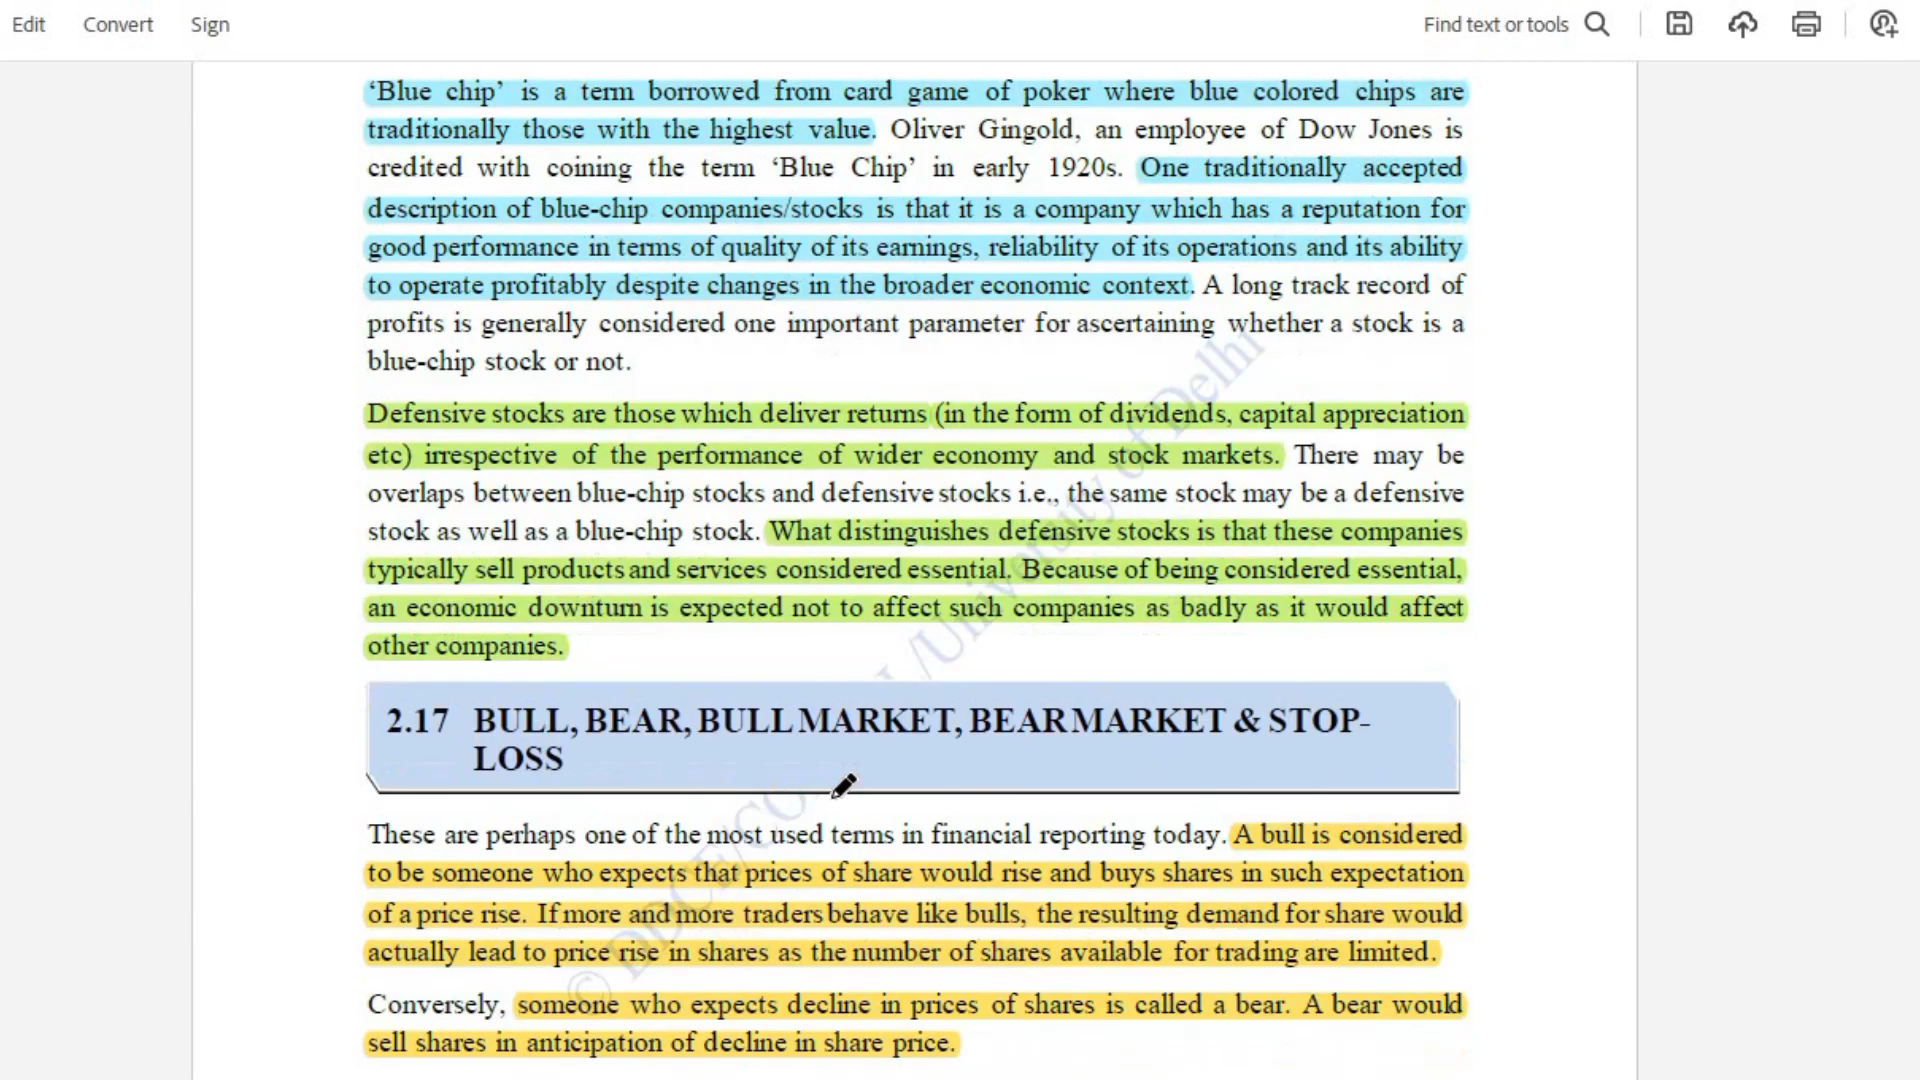 Edit Convert Sign Find text or tools
‘Blue chip’ is a term borrowed from card game of poker where blue colored chips are
traditionally those with the highest value. Oliver Gingold, an employee of Dow Jones is
credited with coining the term ‘Blue Chip’ in early 1920s. One traditionally accepted
description of blue-chip companies/stocks is that it is a company which has a reputation for
good performance in terms of quality of its earnings, reliability of its operations and its ability
to operate profitably despite changes in the broader economic context. A long track record of
profits is generally considered one important parameter for ascertaining whether a stock is a
blue-chip stock or not.
Defensive stocks are those which deliver returns (in the form of dividends, capital appreciation
etc) irrespective of the performance of wider economy and stock markets. There may be
overlaps between blue-chip stocks and defensive stocks i.e., the same stock may be a defensive
stock as well as a blue-chip stock. What distinguishes defensive stocks is that these companies
typically sell products and services considered essential. Because of being considered essential,
an economic downturn is expected not to affect such companies as badly as it would affect
other companies.
2.17 BULL, BEAR, BULL MARKET, BEAR MARKET & STOP-
LOSS
These are perhaps one of the most used terms in financial reporting today. A bull is considered
to be someone who expects that prices of share would rise and buys shares in such expectation
of a price rise. If more and more traders behave like bulls, the resulting demand for share would
actually lead to price rise in shares as the number of shares available for trading are limited.
Conversely, someone who expects decline in prices of shares is called a bear. A bear would
sell shares in anticipation of decline in share price.
© DDCE/CO L/University of Delhi